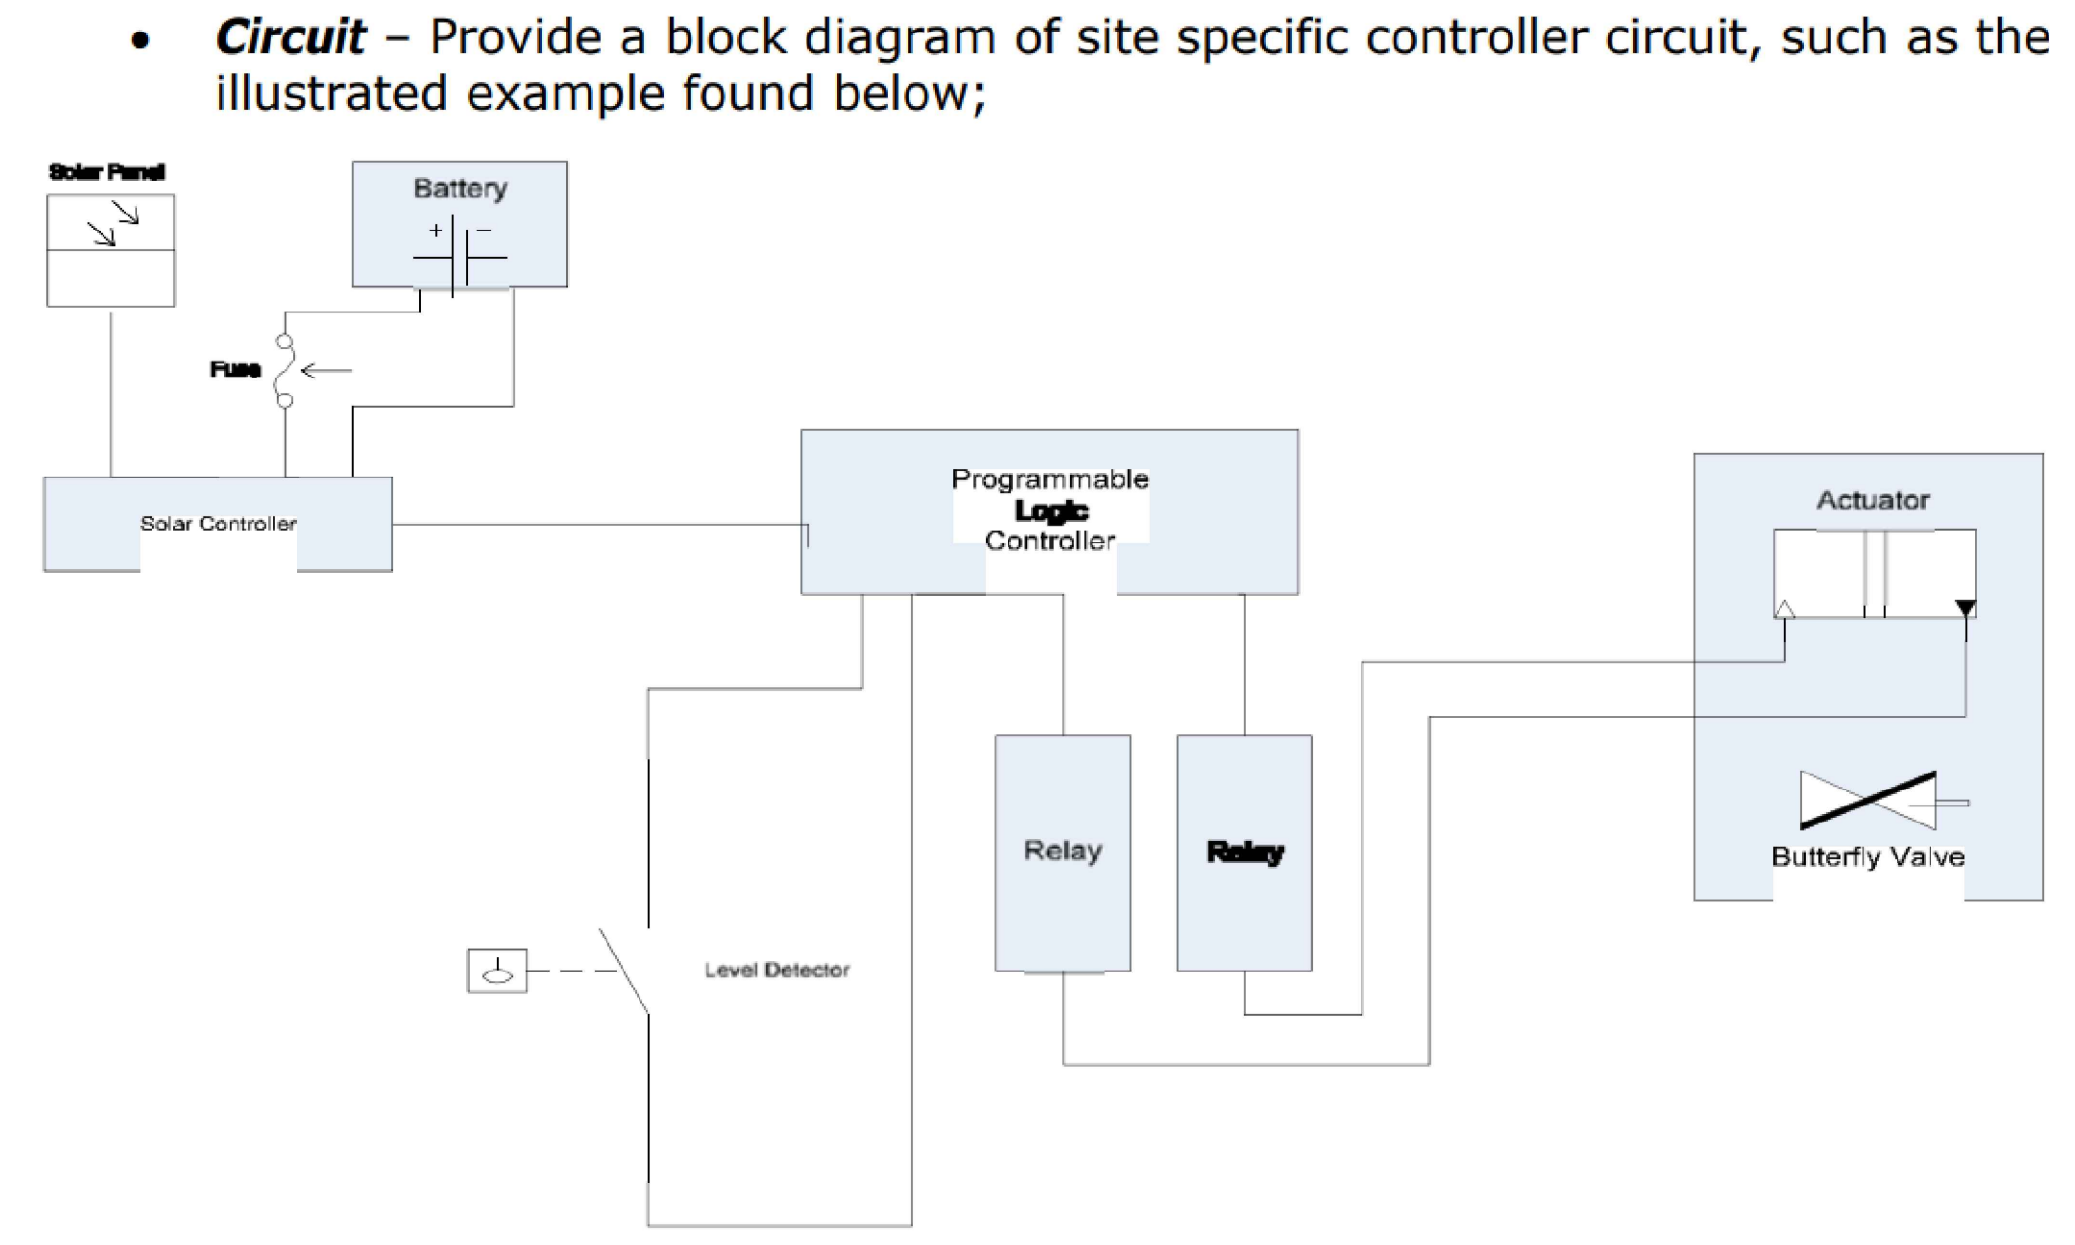 • Circuit – Provide a block diagram of site specific controller circuit, such as the
illustrated example found below;
Solar Panel
Battery
+ −
Fuse
Solar Controller
Programmable
Logic
Controller
Actuator
Relay
Relay
Butterfly Valve
Level Detector